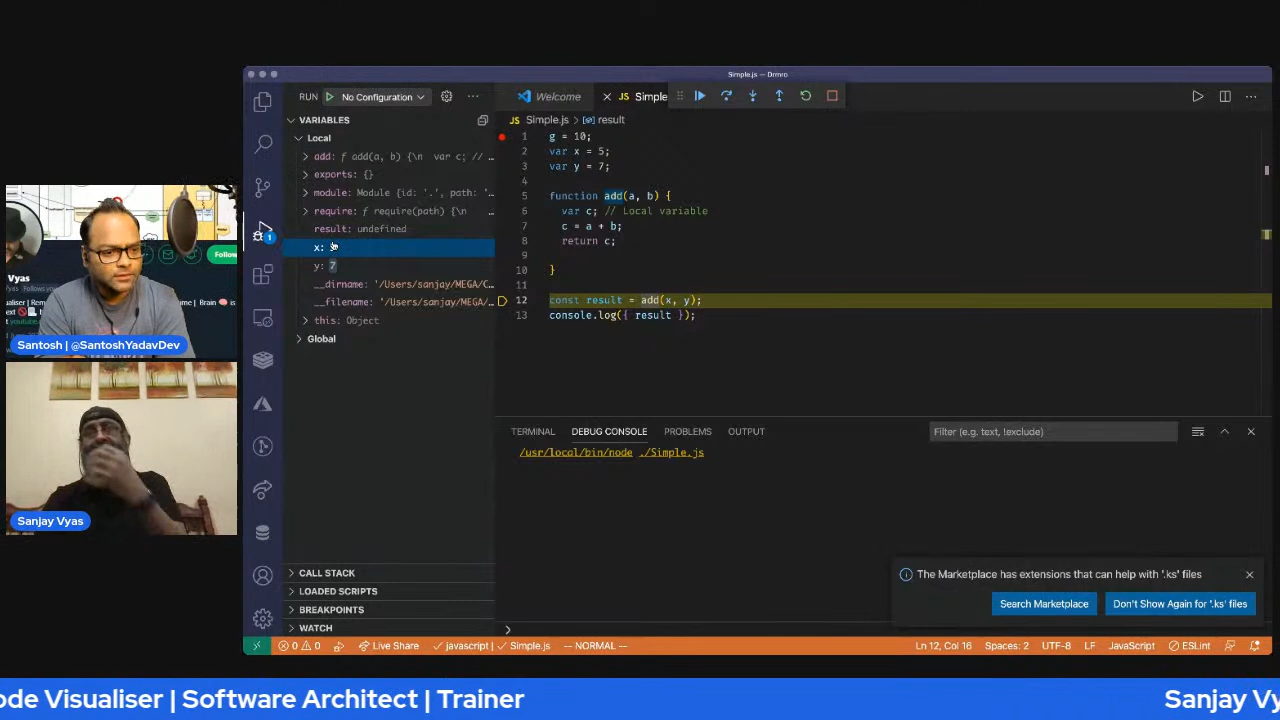 Simple.js — Drmro
RUN No Configuration
Welcome
JS Simple
VARIABLES
Local
add: ƒ add(a, b) {\n var c; // …
exports: {}
module: Module {id: '.', path: '…
require: ƒ require(path) {\n …
result: undefined
x:
y: 7
__dirname: '/Users/sanjay/MEGA/C…
__filename: '/Users/sanjay/MEGA/…
this: Object
Global
CALL STACK
LOADED SCRIPTS
BREAKPOINTS
WATCH
1
JS Simple.js > result
1 g = 10;
2 var x = 5;
3 var y = 7;
4
5 function add(a, b) {
6 var c; // Local variable
7 c = a + b;
8 return c;
9
10 }
11
12 const result = add(x, y);
13 console.log({ result });
TERMINAL DEBUG CONSOLE PROBLEMS OUTPUT
Filter (e.g. text, !exclude)
/usr/local/bin/node ./Simple.js
The Marketplace has extensions that can help with '.ks' files
Search Marketplace
Don't Show Again for '.ks' files
0 0 Live Share javascript | Simple.js -- NORMAL --
Ln 12, Col 16 Spaces: 2 UTF-8 LF JavaScript ESLint
Follo
Vyas
Santosh | @SantoshYadavDev
Sanjay Vyas
ode Visualiser | Software Architect | Trainer
Sanjay Vy